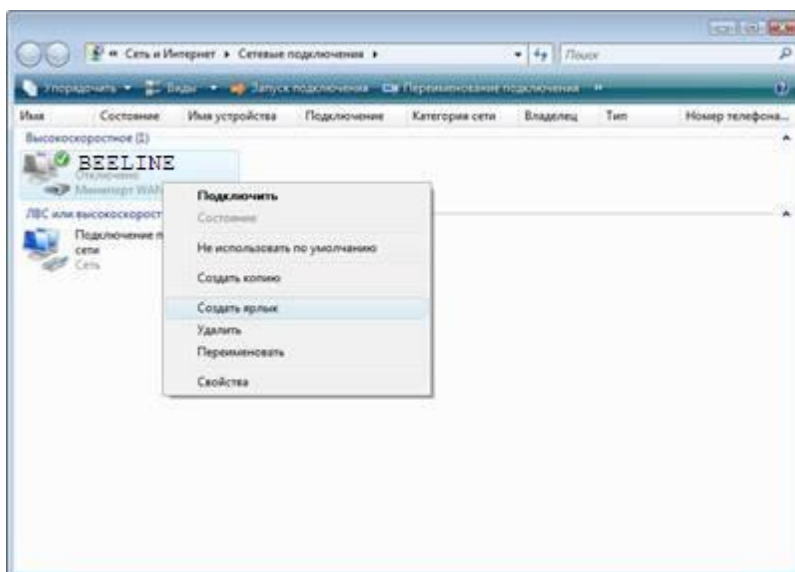 « Сеть и Интернет ▸ Сетевые подключения ▸ Поиск
Упорядочить Виды Запуск подключения Переименование подключения »
Имя Состояние Имя устройства Подключение Категория сети Владелец Тип Номер телефона...
Высокоскоростное (1)
BEELINE
Отключено
Минипорт WAN
ЛВС или высокоскорост
Подключение п
сети
Сеть
Подключить
Состояние
Не использовать по умолчанию
Создать копию
Создать ярлык
Удалить
Переименовать
Свойства